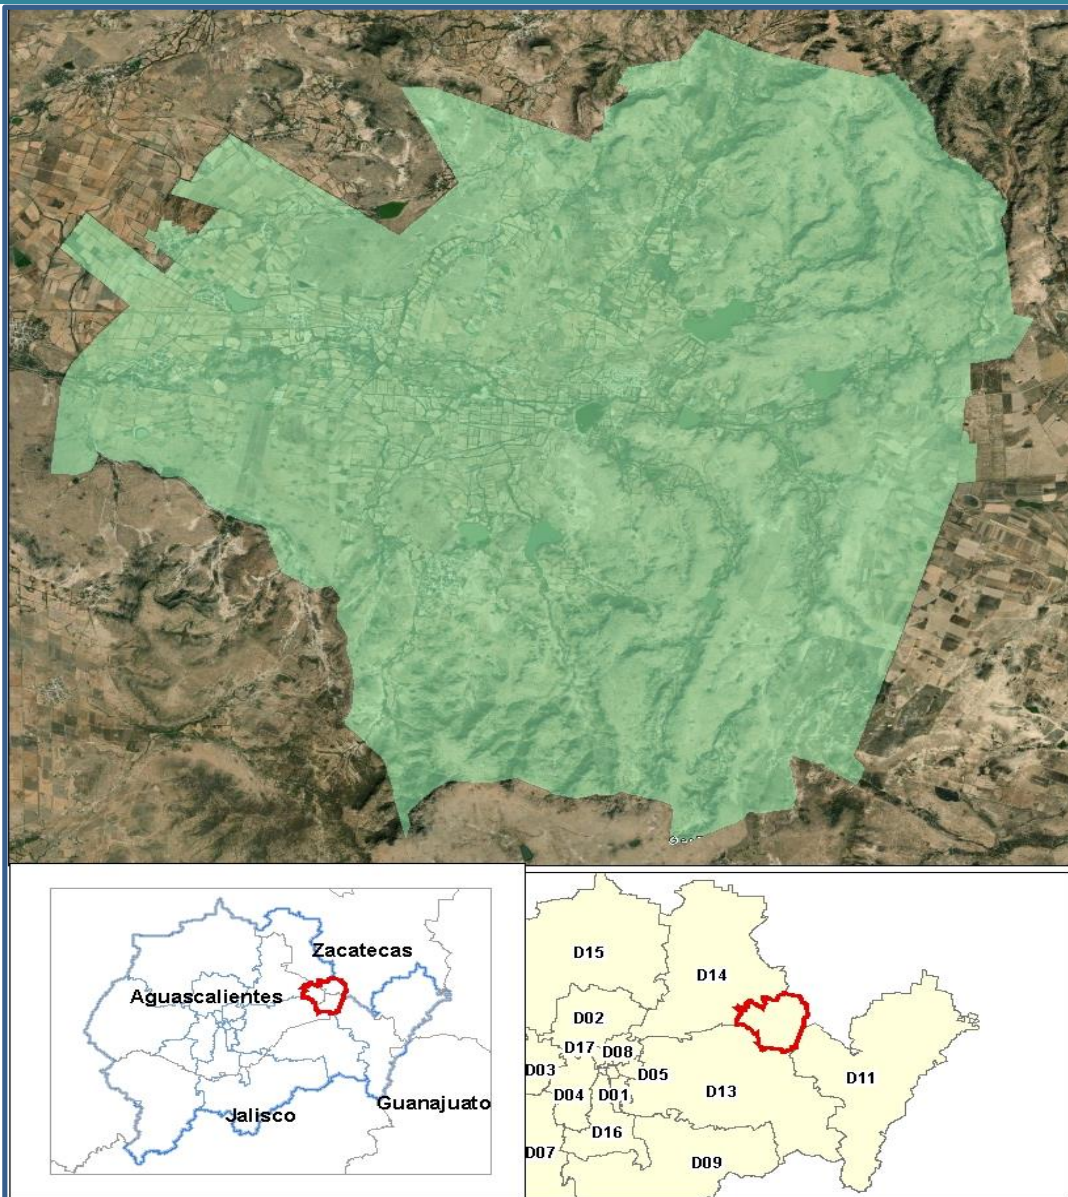 Zacatecas
Aguascalientes
Jalisco
Guanajuato
D15
D14
D02
D17
D08
D03
D05
D04
D01
D13
D11
D16
D07
D09